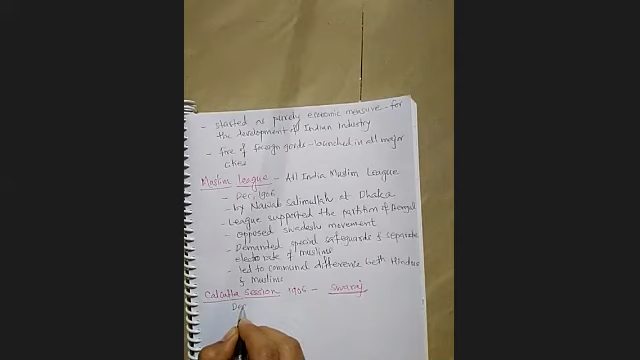 - started as purely economic measure - for
the development of Indian Industry
- fire of foreign goods - launched in all major
cities
Muslim League - All India Muslim League
- Dec, 1906
- by Nawab Salimullah at Dhaka
- League supported the partition of Bengal
- opposed swadeshi movement
- Demanded special safeguards & separate
electorate of muslims
- led to communal difference betn Hindus
& Muslims
Calcutta Session 1906 - Swaraj
Dec